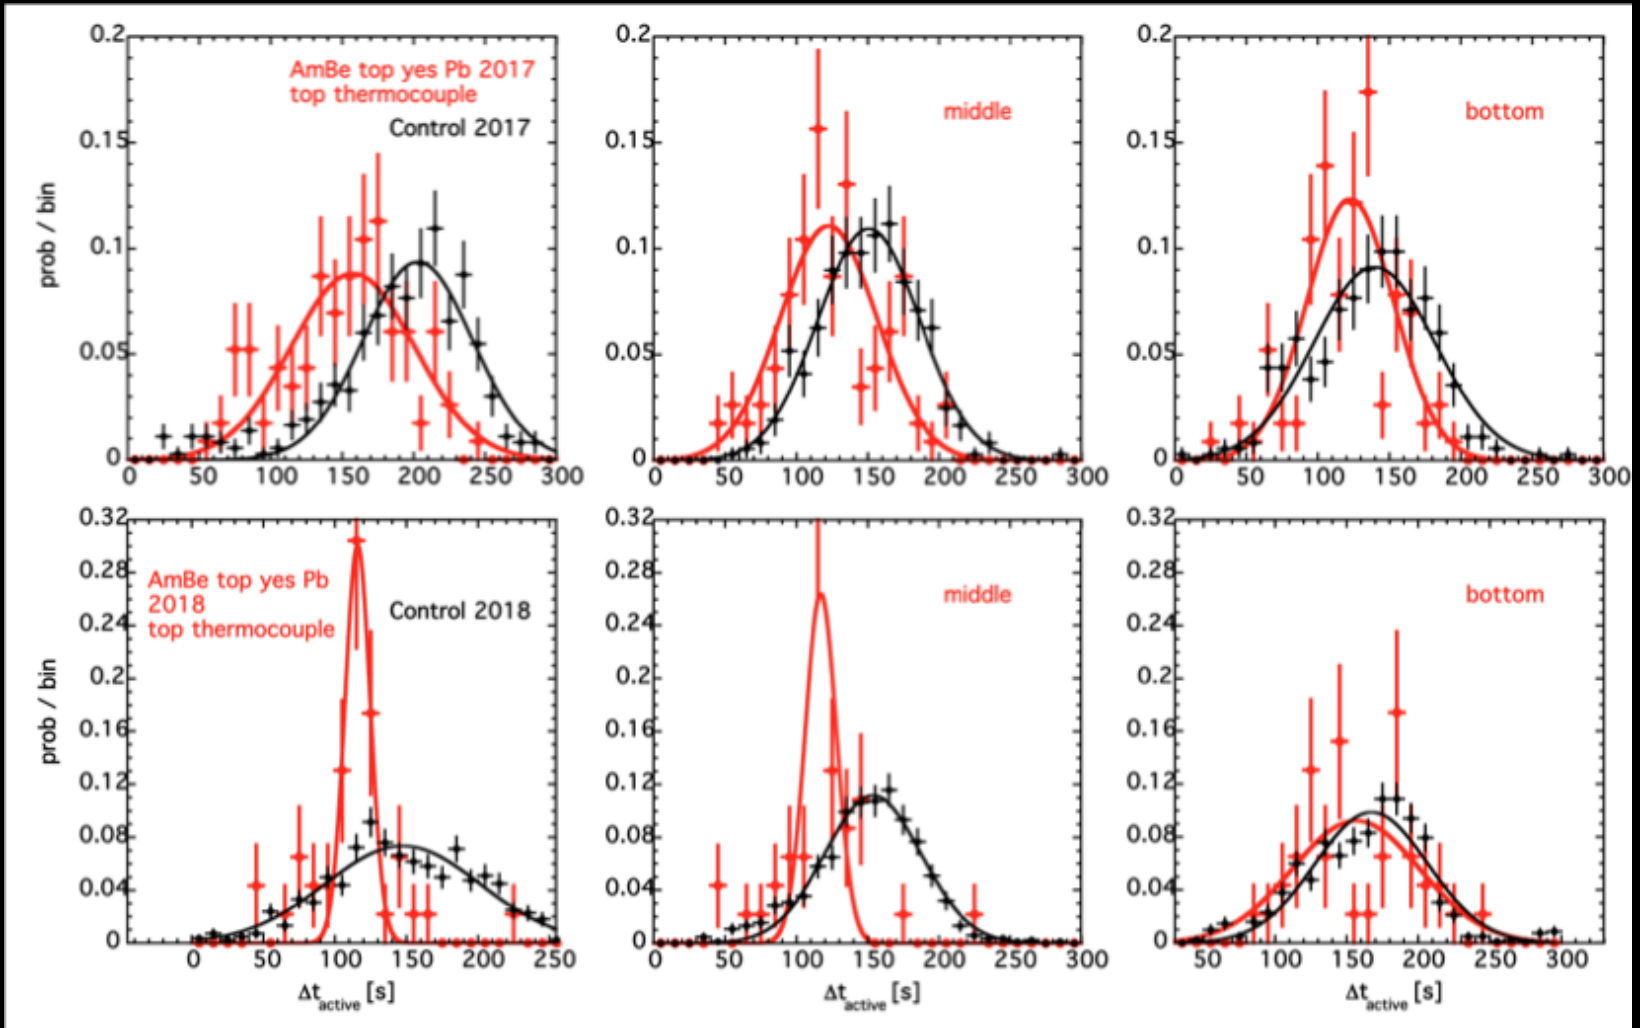 0.2
0.15
0.1
0.05
0
prob / bin
AmBe top yes Pb 2017
top thermocouple
Control 2017
0 50 100 150 200 250 300
0.2
0.15
0.1
0.05
0
middle
0 50 100 150 200 250 300
0.2
0.15
0.1
0.05
0
bottom
0 50 100 150 200 250 300
0.32
0.28
0.24
0.2
0.16
0.12
0.08
0.04
0
prob / bin
AmBe top yes Pb
2018
top thermocouple
Control 2018
0 50 100 150 200 250
Δt_active [s]
0.32
0.28
0.24
0.2
0.16
0.12
0.08
0.04
0
middle
0 50 100 150 200 250 300
Δt_active [s]
0.32
0.28
0.24
0.2
0.16
0.12
0.08
0.04
0
bottom
50 100 150 200 250 300
Δt_active [s]